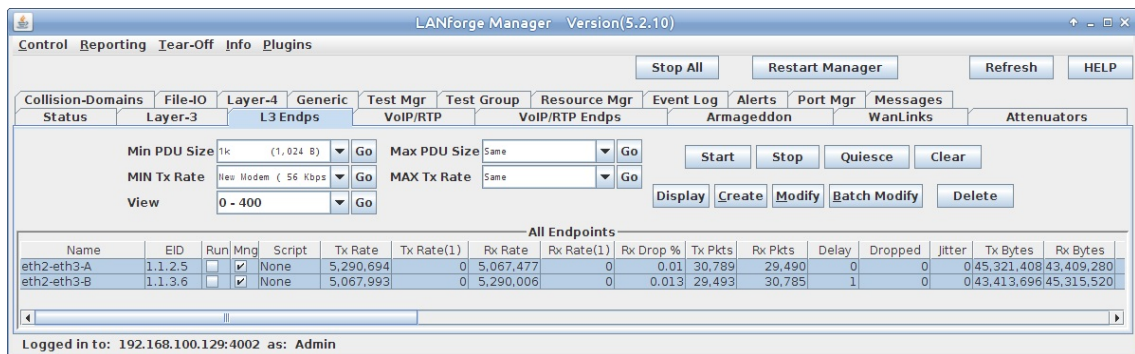 LANforge Manager Version(5.2.10)
Control Reporting Tear-Off Info Plugins
Stop All Restart Manager Refresh HELP
Collision-Domains File-IO Layer-4 Generic Test Mgr Test Group Resource Mgr Event Log Alerts Port Mgr Messages
Status Layer-3 L3 Endps VoIP/RTP VoIP/RTP Endps Armageddon WanLinks Attenuators
Min PDU Size 1k (1,024 B) Go Max PDU Size Same Go Start Stop Quiesce Clear
MIN Tx Rate New Modem ( 56 Kbps Go MAX Tx Rate Same Go
View 0 - 400 Go Display Create Modify Batch Modify Delete
All Endpoints
Name EID Run Mng Script Tx Rate Tx Rate(1) Rx Rate Rx Rate(1) Rx Drop % Tx Pkts Rx Pkts Delay Dropped Jitter Tx Bytes Rx Bytes
eth2-eth3-A 1.1.2.5 None 5,290,694 0 5,067,477 0 0.01 30,789 29,490 0 0 0 45,321,408 43,409,280
eth2-eth3-B 1.1.3.6 None 5,067,993 0 5,290,006 0 0.013 29,493 30,785 1 0 0 43,413,696 45,315,520
Logged in to: 192.168.100.129:4002 as: Admin